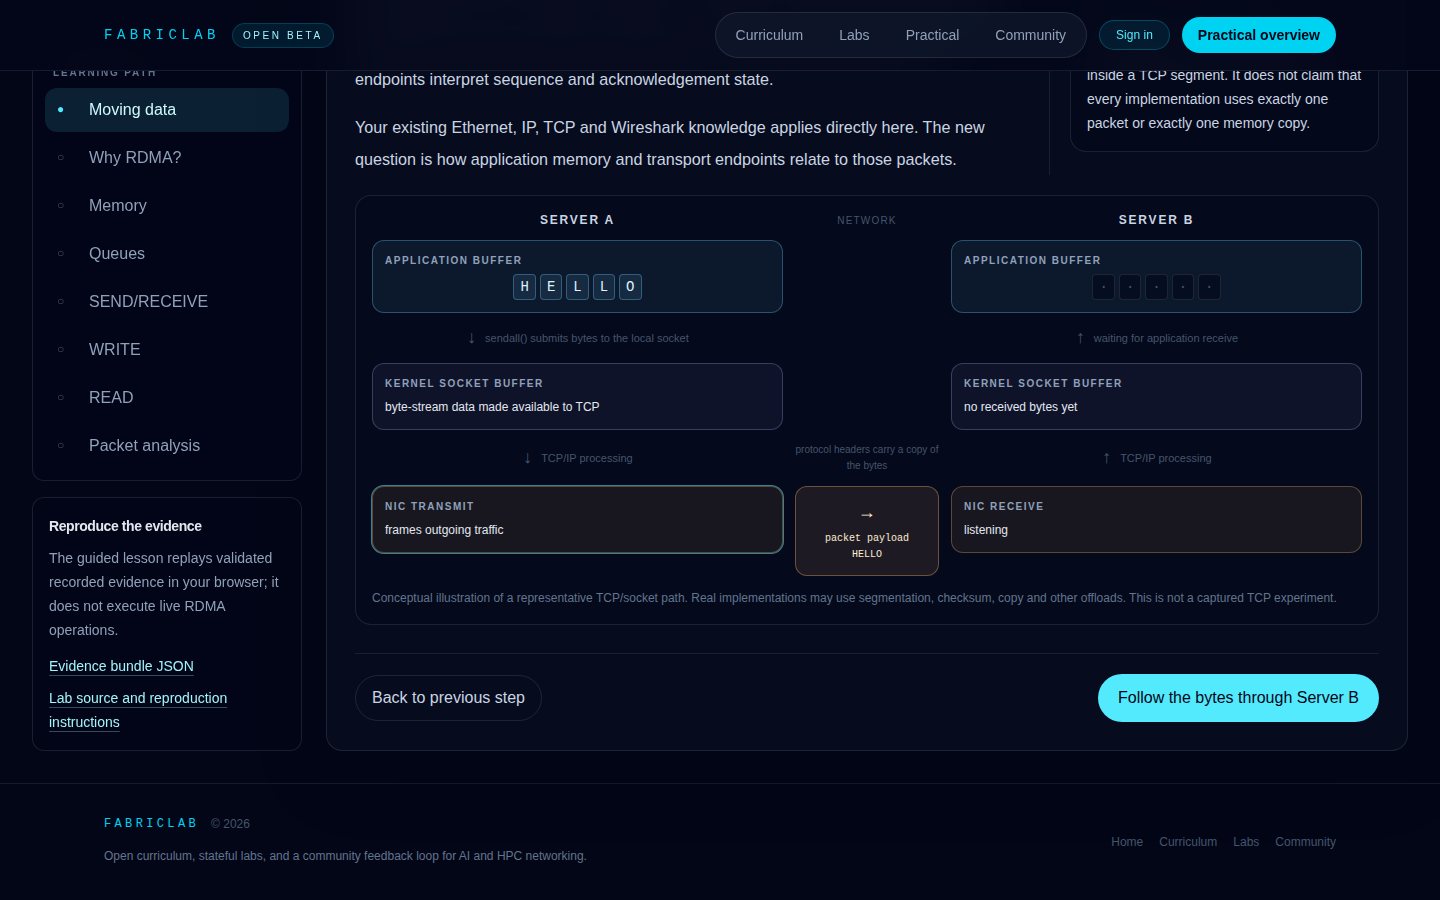 FABRICLAB
OPEN BETA
Curriculum
Labs
Practical
Community
Sign in
Practical overview
LEARNING PATH
Moving data
Why RDMA?
Memory
Queues
SEND/RECEIVE
WRITE
READ
Packet analysis
Reproduce the evidence
The guided lesson replays validated
recorded evidence in your browser; it
does not execute live RDMA
operations.
Evidence bundle JSON
Lab source and reproduction
instructions
endpoints interpret sequence and acknowledgement state.
Your existing Ethernet, IP, TCP and Wireshark knowledge applies directly here. The new
question is how application memory and transport endpoints relate to those packets.
inside a TCP segment. It does not claim that
every implementation uses exactly one
packet or exactly one memory copy.
SERVER A
NETWORK
SERVER B
APPLICATION BUFFER
H E L L O
APPLICATION BUFFER
· · · · ·
↓ sendall() submits bytes to the local socket
↑ waiting for application receive
KERNEL SOCKET BUFFER
byte-stream data made available to TCP
KERNEL SOCKET BUFFER
no received bytes yet
↓ TCP/IP processing
protocol headers carry a copy of
the bytes
↑ TCP/IP processing
NIC TRANSMIT
frames outgoing traffic
→
packet payload
HELLO
NIC RECEIVE
listening
Conceptual illustration of a representative TCP/socket path. Real implementations may use segmentation, checksum, copy and other offloads. This is not a captured TCP experiment.
Back to previous step
Follow the bytes through Server B
FABRICLAB © 2026
Open curriculum, stateful labs, and a community feedback loop for AI and HPC networking.
Home
Curriculum
Labs
Community